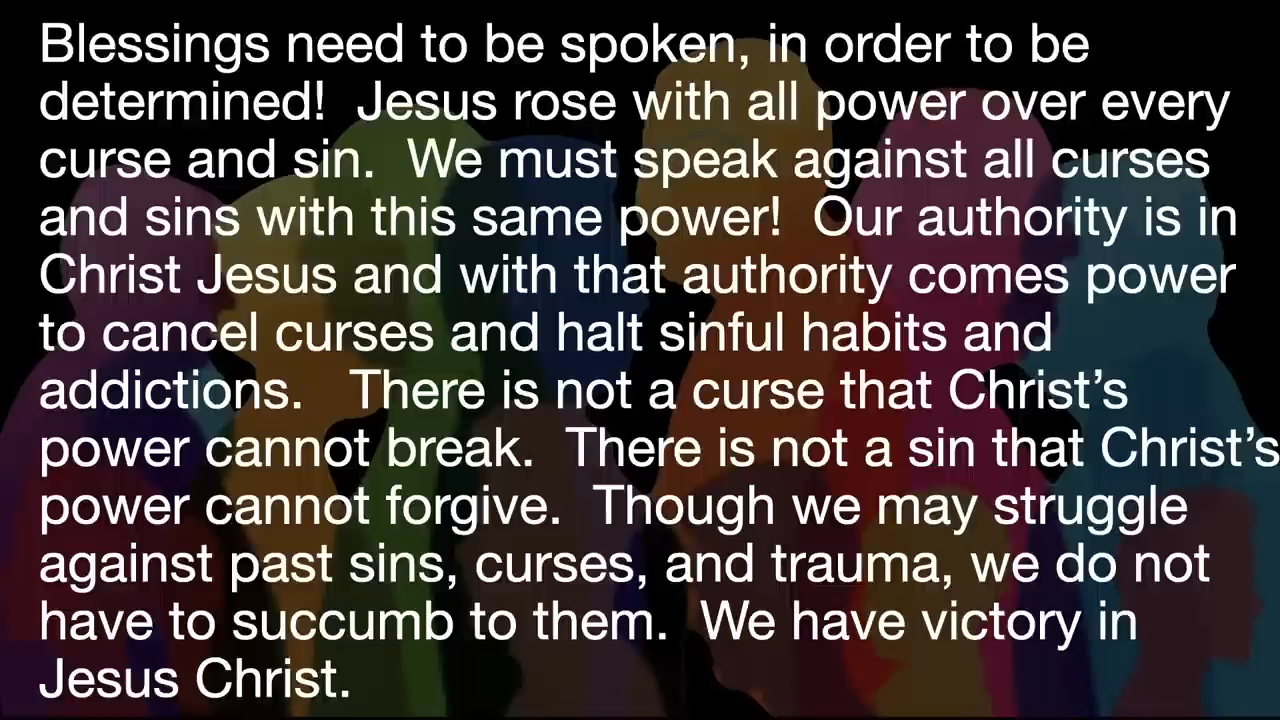 Blessings need to be spoken, in order to be
determined!  Jesus rose with all power over every
curse and sin.  We must speak against all curses
and sins with this same power!  Our authority is in
Christ Jesus and with that authority comes power
to cancel curses and halt sinful habits and
addictions.   There is not a curse that Christ’s
power cannot break.  There is not a sin that Christ’s
power cannot forgive.  Though we may struggle
against past sins, curses, and trauma, we do not
have to succumb to them.  We have victory in
Jesus Christ.